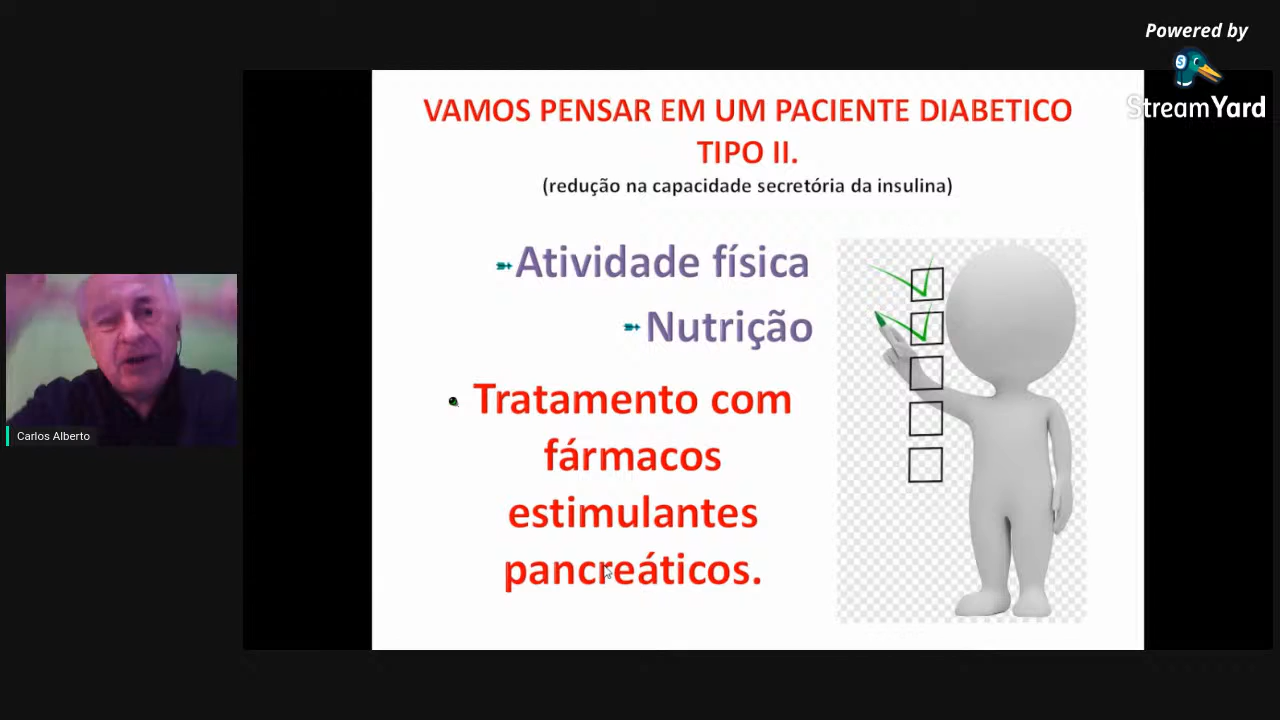 Powered by
StreamYard
VAMOS PENSAR EM UM PACIENTE DIABETICO
TIPO II.
(redução na capacidade secretória da insulina)
Atividade física
Nutrição
Tratamento com
fármacos
estimulantes
pancreáticos.
Carlos Alberto